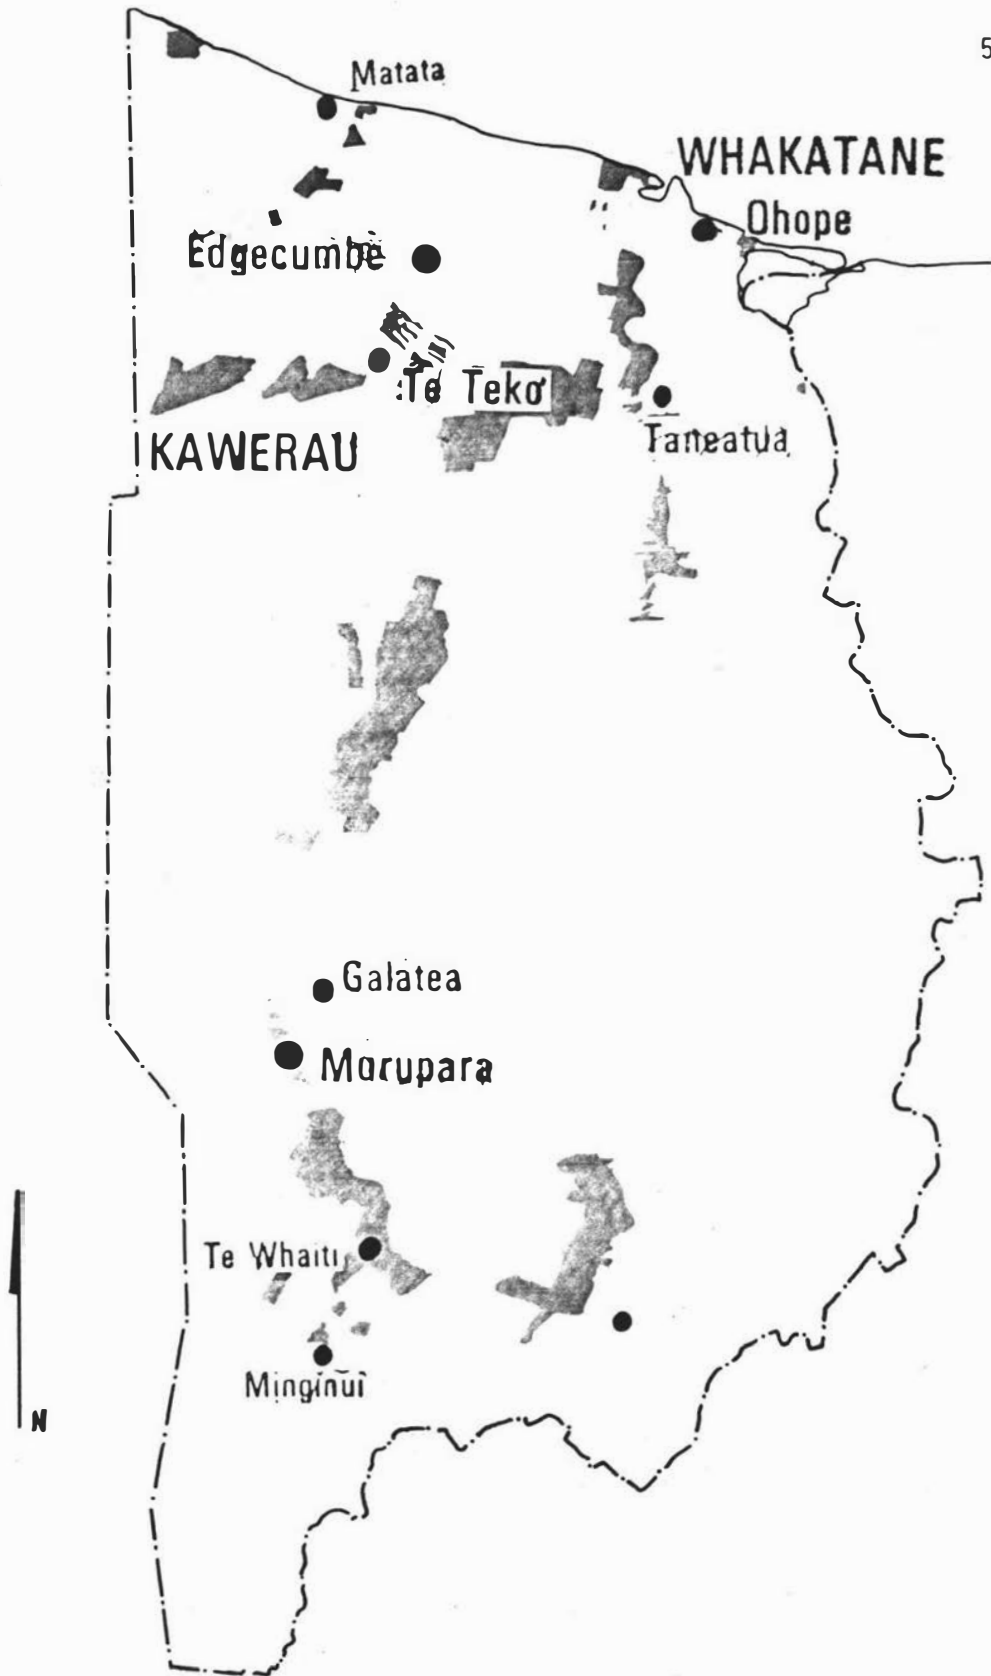 5
Matata
WHAKATANE
Ohope
Edgecumbe
Te Teko
KAWERAU
Taneatua
Galatea
Murupara
Te Whaiti
Minginui
N